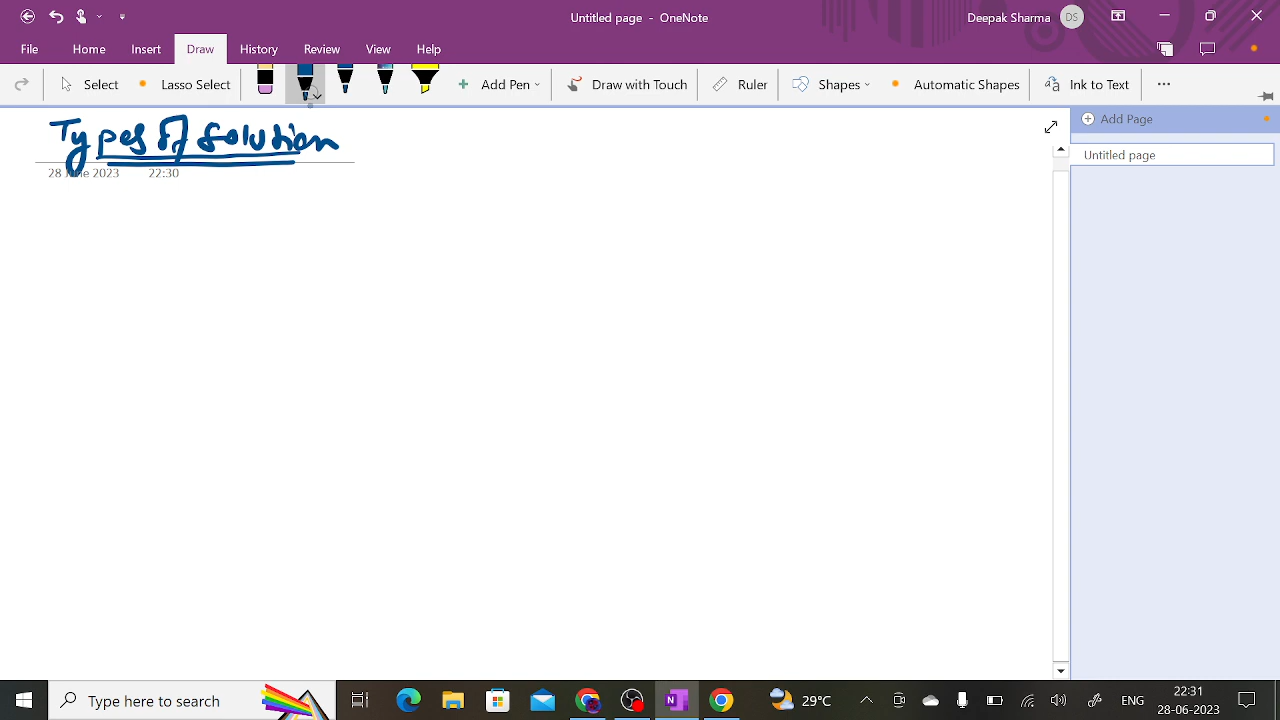 Untitled page - OneNote
Deepak Sharma DS
File Home Insert Draw History Review View Help
Select Lasso Select Add Pen Draw with Touch Ruler Shapes Automatic Shapes Ink to Text
Types of solution
28 June 2023 22:30
Add Page
Untitled page
Type here to search
29°C
ENG
28-06-2023